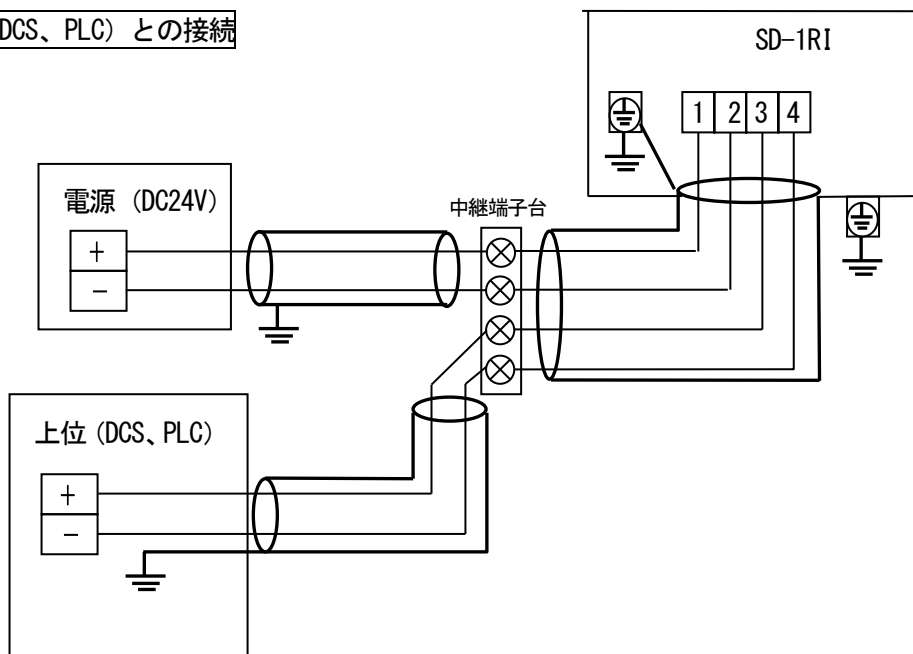 DCS、PLC）との接続
SD-1RI
1 2 3 4
電源（DC24V）
中継端子台
+
-
上位（DCS、PLC）
+
-